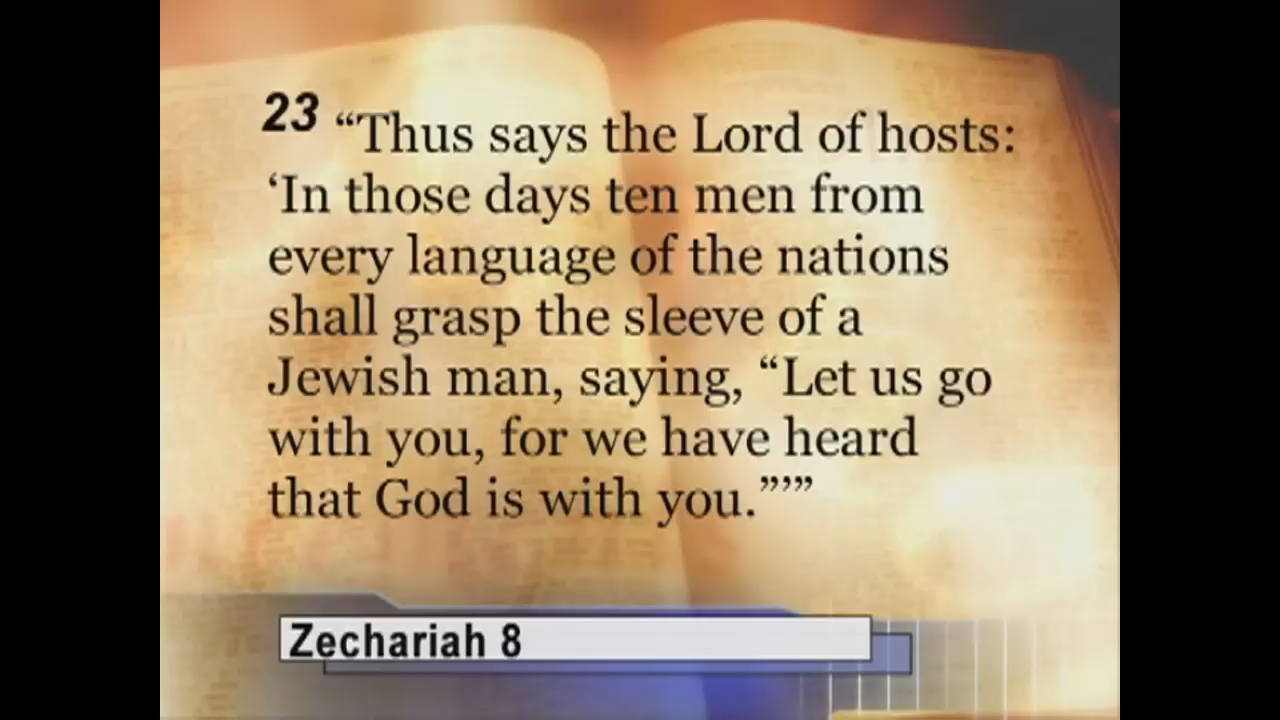 23 “Thus says the Lord of hosts:
‘In those days ten men from
every language of the nations
shall grasp the sleeve of a
Jewish man, saying, “Let us go
with you, for we have heard
that God is with you.”’”
Zechariah 8